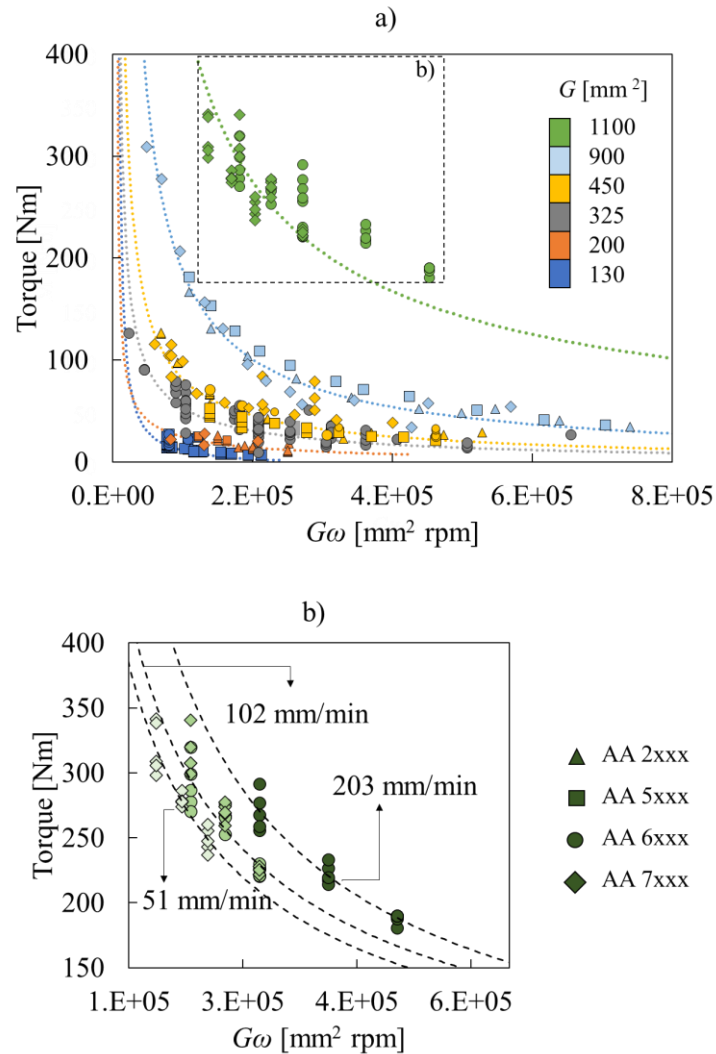 a)
400
300
200
100
0
Torque [Nm]
b)
G [mm²]
1100
900
450
325
200
130
0.E+00
2.E+05
4.E+05
6.E+05
8.E+05
Gω [mm² rpm]
b)
400
350
300
250
200
150
Torque [Nm]
102 mm/min
203 mm/min
51 mm/min
1.E+05
3.E+05
4.E+05
6.E+05
Gω [mm² rpm]
AA 2xxx
AA 5xxx
AA 6xxx
AA 7xxx